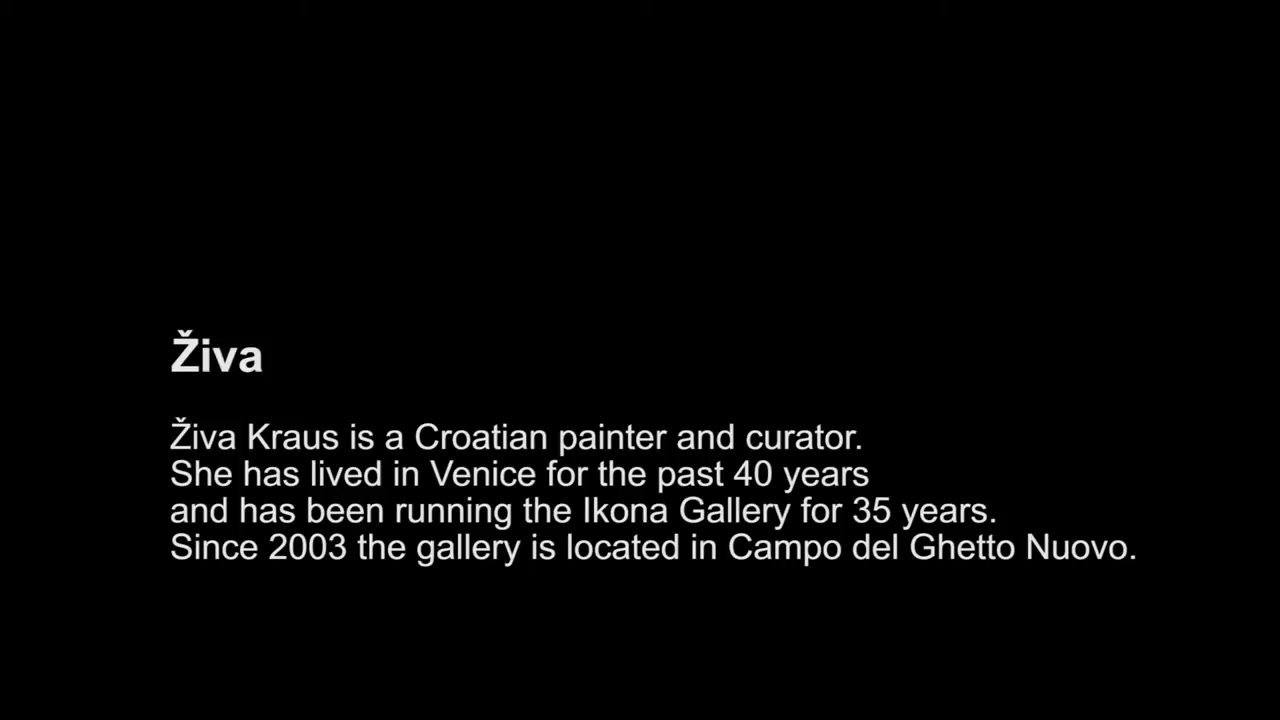 Živa
Živa Kraus is a Croatian painter and curator.
She has lived in Venice for the past 40 years
and has been running the Ikona Gallery for 35 years.
Since 2003 the gallery is located in Campo del Ghetto Nuovo.